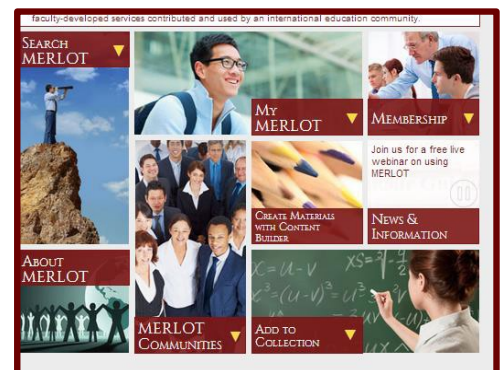 faculty-developed services contributed and used by an international education community.
SEARCH
MERLOT
MY
MERLOT
MEMBERSHIP
Join us for a free live
webinar on using
MERLOT
CREATE MATERIALS
WITH CONTENT
BUILDER
NEWS &
INFORMATION
ABOUT
MERLOT
MERLOT
COMMUNITIES
ADD TO
COLLECTION
x=u-v